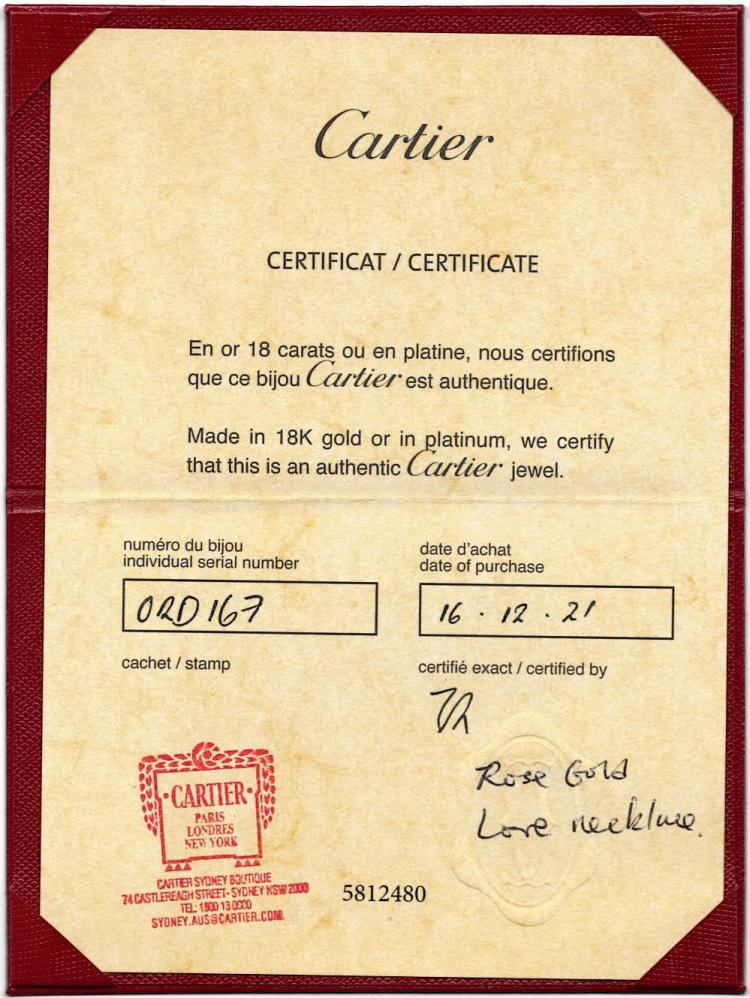 Cartier
CERTIFICAT / CERTIFICATE
En or 18 carats ou en platine, nous certifions
que ce bijou Cartier est authentique.
Made in 18K gold or in platinum, we certify
that this is an authentic Cartier jewel.
numéro du bijou
individual serial number
ORD167
date d'achat
date of purchase
16 · 12 · 21
cachet / stamp
certifié exact / certified by
Rose Gold
Love necklace.
CARTIER
PARIS
LONDRES
NEW YORK
CARTIER SYDNEY BOUTIQUE
74 CASTLEREAGH STREET - SYDNEY NSW 2000
TEL: 1800 13 0000
SYDNEY.AUS@CARTIER.COM
5812480